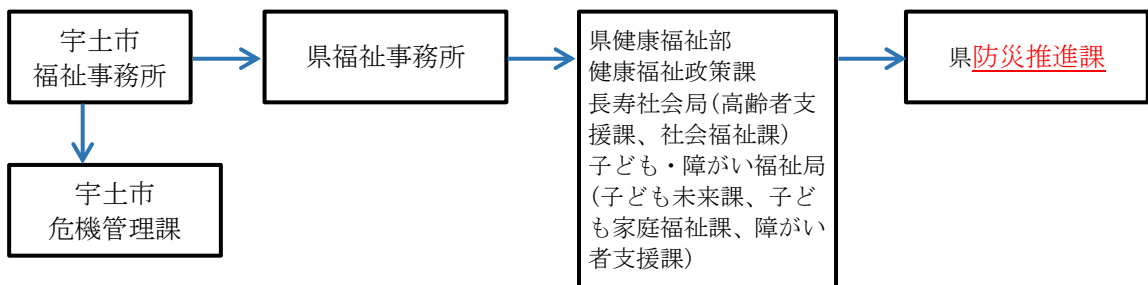 宇土市
福祉事務所
県福祉事務所
県健康福祉部
健康福祉政策課
長寿社会局(高齢者支
援課、社会福祉課)
子ども・障がい福祉局
(子ども未来課、子ど
も家庭福祉課、障がい
者支援課)
県防災推進課
宇土市
危機管理課